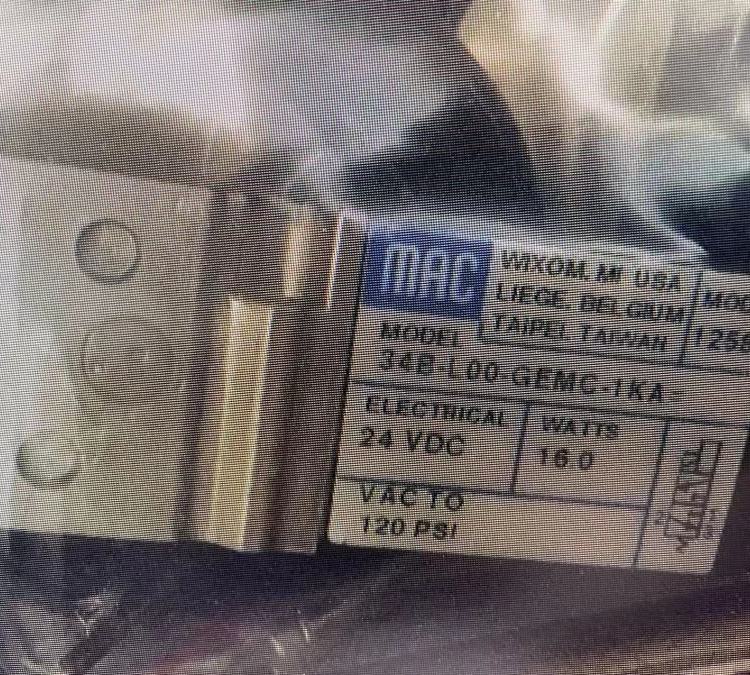 MAC
WIXOM, MI USA
LIEGE, BELGIUM
TAIPEI, TAIWAN
MODEL
34B-L00-GEMC-1KA
ELECTRICAL
24 VDC
WATTS
16.0
VAC TO
120 PSI